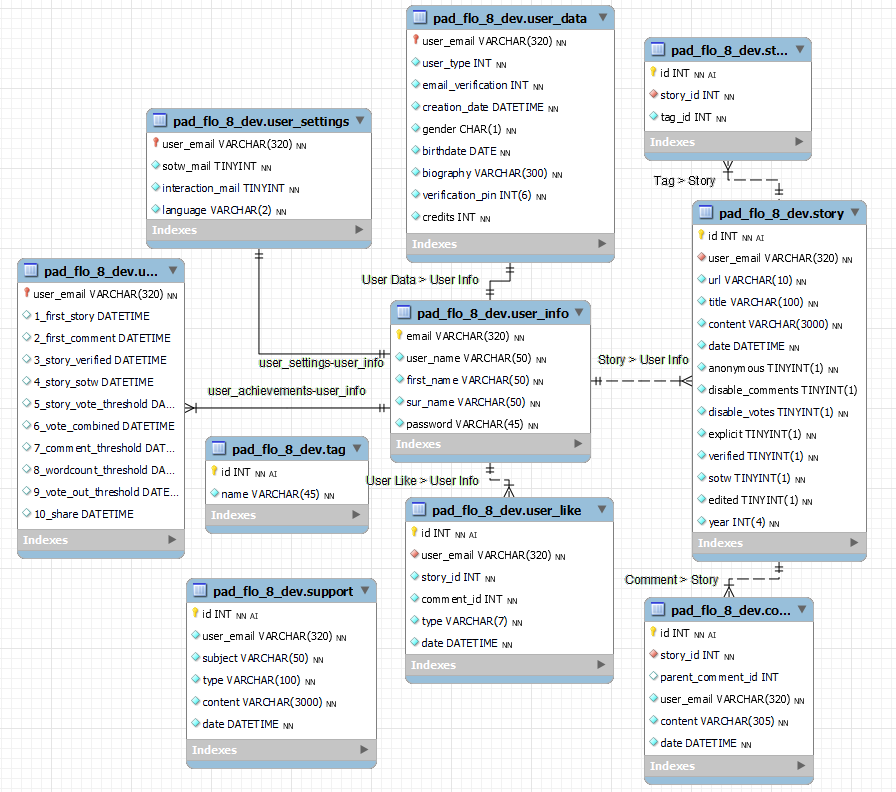 pad_flo_8_dev.user_data
user_email VARCHAR(320) NN
user_type INT NN
email_verification INT NN
creation_date DATETIME NN
gender CHAR(1) NN
birthdate DATE NN
biography VARCHAR(300) NN
verification_pin INT(6) NN
credits INT NN
Indexes
pad_flo_8_dev.st...
id INT NN AI
story_id INT NN
tag_id INT NN
Indexes
pad_flo_8_dev.user_settings
user_email VARCHAR(320) NN
sotw_mail TINYINT NN
interaction_mail TINYINT NN
language VARCHAR(2) NN
Indexes
Tag > Story
pad_flo_8_dev.story
id INT NN AI
user_email VARCHAR(320) NN
url VARCHAR(10) NN
title VARCHAR(100) NN
content VARCHAR(3000) NN
date DATETIME NN
anonymous TINYINT(1) NN
disable_comments TINYINT(1)
disable_votes TINYINT(1) NN
explicit TINYINT(1) NN
verified TINYINT(1) NN
sotw TINYINT(1) NN
edited TINYINT(1) NN
year INT(4) NN
Indexes
pad_flo_8_dev.u...
user_email VARCHAR(320) NN
1_first_story DATETIME
2_first_comment DATETIME
3_story_verified DATETIME
4_story_sotw DATETIME
5_story_vote_threshold DA...
6_vote_combined DATETIME
7_comment_threshold DAT...
8_wordcount_threshold DA...
9_vote_out_threshold DATE...
10_share DATETIME
Indexes
User Data > User Info
pad_flo_8_dev.user_info
email VARCHAR(320) NN
user_name VARCHAR(50) NN
first_name VARCHAR(50) NN
sur_name VARCHAR(50) NN
password VARCHAR(45) NN
Indexes
user_settings-user_info
Story > User Info
user_achievements-user_info
pad_flo_8_dev.tag
id INT NN AI
name VARCHAR(45) NN
Indexes
User Like > User Info
pad_flo_8_dev.user_like
id INT NN AI
user_email VARCHAR(320) NN
story_id INT NN
comment_id INT NN
type VARCHAR(7) NN
date DATETIME NN
Indexes
pad_flo_8_dev.support
id INT NN AI
user_email VARCHAR(320) NN
subject VARCHAR(50) NN
type VARCHAR(100) NN
content VARCHAR(3000) NN
date DATETIME NN
Indexes
Comment > Story
pad_flo_8_dev.co...
id INT NN AI
story_id INT NN
parent_comment_id INT
user_email VARCHAR(320) NN
content VARCHAR(305) NN
date DATETIME NN
Indexes